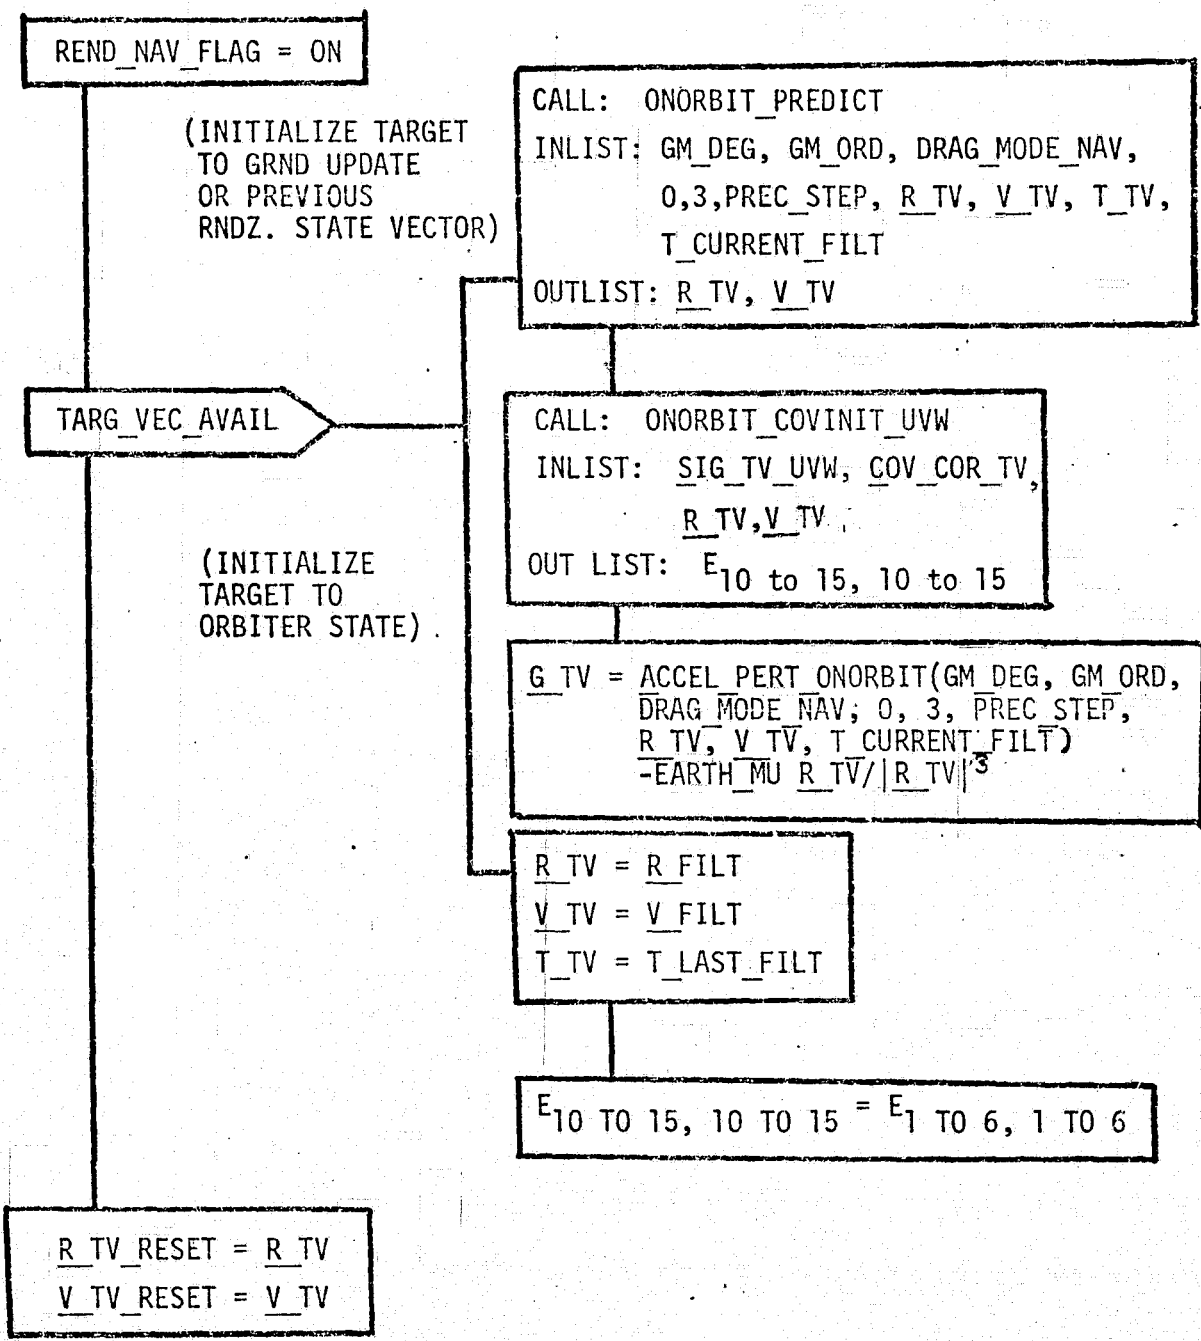 REND_NAV_FLAG = ON
(INITIALIZE TARGET
TO GRND UPDATE
OR PREVIOUS
RNDZ. STATE VECTOR)
CALL: ONORBIT_PREDICT
INLIST: GM_DEG, GM_ORD, DRAG_MODE_NAV,
0,3,PREC_STEP, R_TV, V_TV, T_TV,
T_CURRENT_FILT
OUTLIST: R_TV, V_TV
TARG_VEC_AVAIL
CALL: ONORBIT_COVINIT_UVW
INLIST: SIG_TV_UVW, COV_COR_TV,
R_TV,V_TV
OUT LIST: E10 to 15, 10 to 15
(INITIALIZE
TARGET TO
ORBITER STATE)
G_TV = ACCEL_PERT_ONORBIT(GM_DEG, GM_ORD,
DRAG_MODE_NAV; 0, 3, PREC_STEP,
R_TV, V_TV, T_CURRENT_FILT)
-EARTH_MU R_TV/|R_TV|3
R_TV = R_FILT
V_TV = V_FILT
T_TV = T_LAST_FILT
E10 TO 15, 10 TO 15 = E1 TO 6, 1 TO 6
R_TV_RESET = R_TV
V_TV_RESET = V_TV